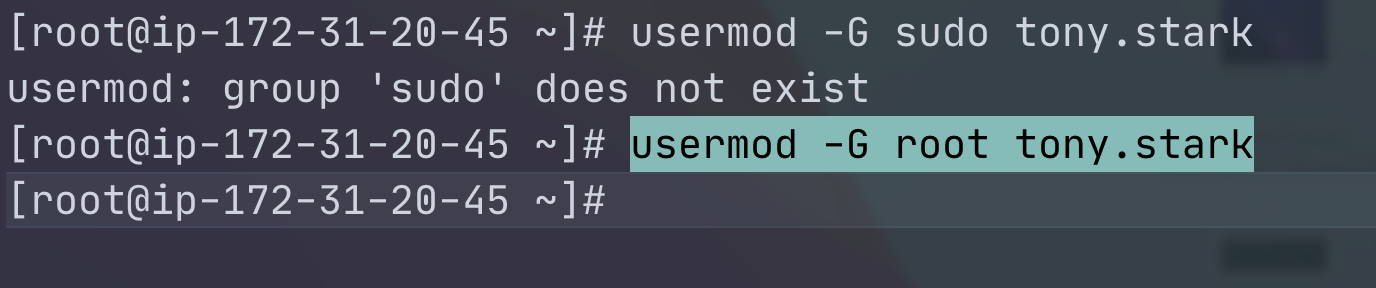 [root@ip-172-31-20-45 ~]# usermod -G sudo tony.stark
usermod: group 'sudo' does not exist
[root@ip-172-31-20-45 ~]# usermod -G root tony.stark
[root@ip-172-31-20-45 ~]#